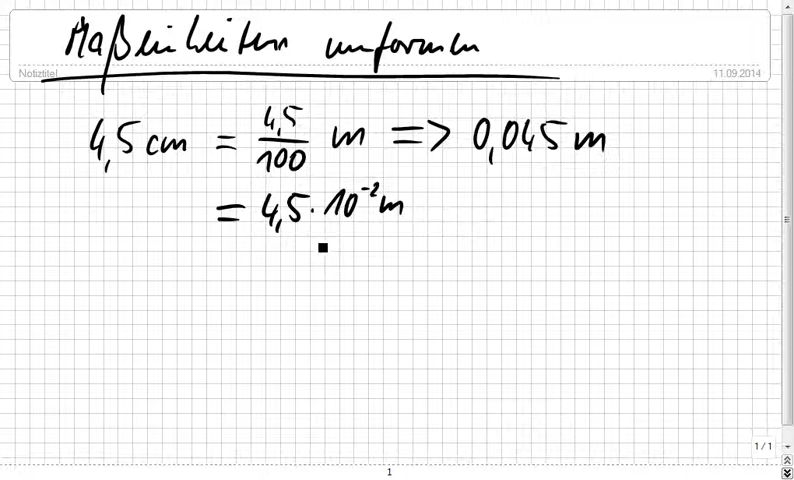 Maßeinheiten umformen
Notiztitel
11.09.2014
4,5 cm = 4,5/100 m => 0,045 m
= 4,5 · 10⁻² m
1 / 1
1